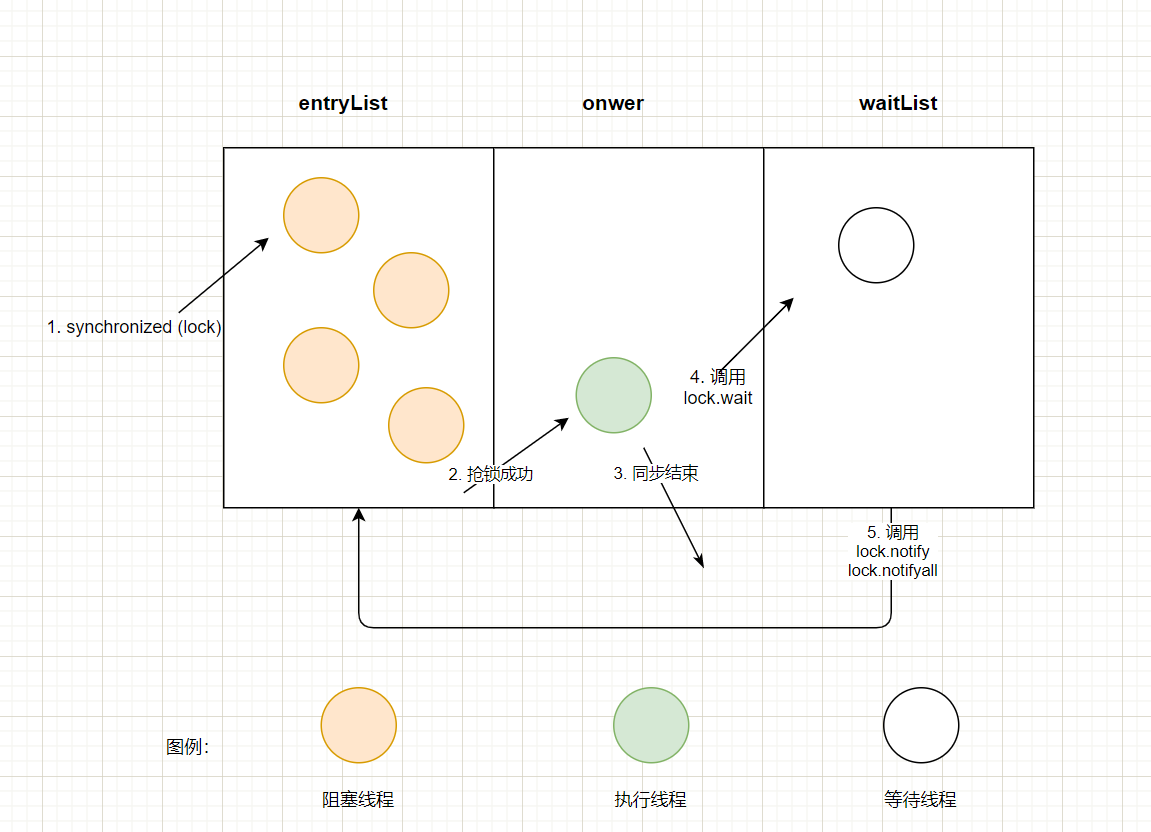 entryList
onwer
waitList
1. synchronized (lock)
4. 调用
lock.wait
2. 抢锁成功
3. 同步结束
5. 调用
lock.notify
lock.notifyall
图例:
阻塞线程
执行线程
等待线程